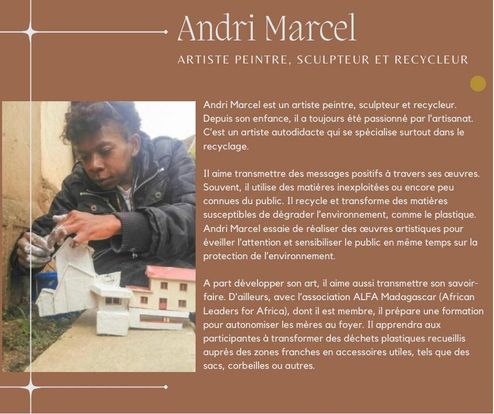 Andri Marcel
ARTISTE PEINTRE, SCULPTEUR ET RECYCLEUR
Andri Marcel est un artiste peintre, sculpteur et recycleur.
Depuis son enfance, il a toujours été passionné par l'artisanat.
C'est un artiste autodidacte qui se spécialise surtout dans le
recyclage.
Il aime transmettre des messages positifs à travers ses œuvres.
Souvent, il utilise des matières inexploitées ou encore peu
connues du public. Il recycle et transforme des matières
susceptibles de dégrader l'environnement, comme le plastique.
Andri Marcel essaie de réaliser des œuvres artistiques pour
éveiller l'attention et sensibiliser le public en même temps sur la
protection de l'environnement.
A part développer son art, il aime aussi transmettre son savoir-
faire. D'ailleurs, avec l'association ALFA Madagascar (African
Leaders for Africa), dont il est membre, il prépare une formation
pour autonomiser les mères au foyer. Il apprendra aux
participantes à transformer des déchets plastiques recueillis
auprès des zones franches en accessoires utiles, tels que des
sacs, corbeilles ou autres.